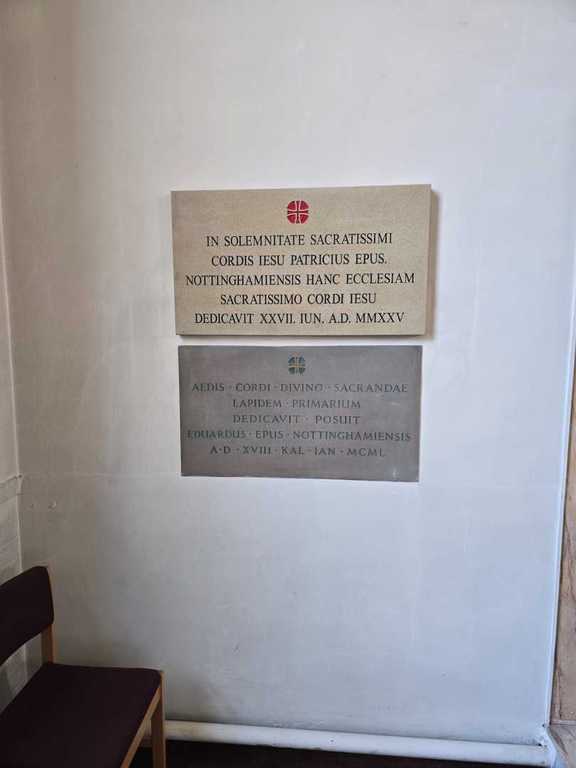 IN SOLEMNITATE SACRATISSIMI
CORDIS IESU PATRICIUS EPUS.
NOTTINGHAMIENSIS HANC ECCLESIAM
SACRATISSIMO CORDI IESU
DEDICAVIT XXVII. IUN. A.D. MMXXV
AEDIS · CORDI · DIVINO · SACRANDAE
LAPIDEM · PRIMARIUM
DEDICAVIT · POSUIT
EDUARDUS · EPUS · NOTTINGHAMIENSIS
A · D · XVIII · KAL · IAN · MCML